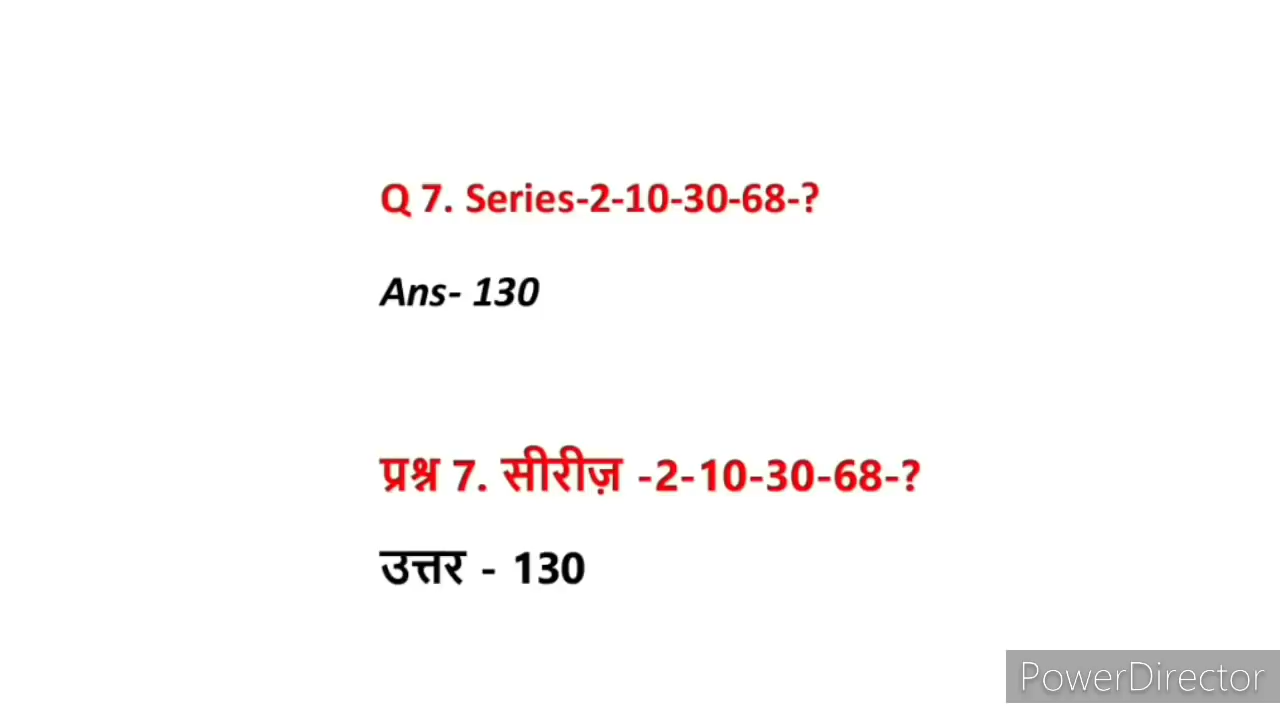 Q 7. Series-2-10-30-68-?
Ans- 130
प्रश्न 7. सीरीज़ -2-10-30-68-?
उत्तर - 130
PowerDirector